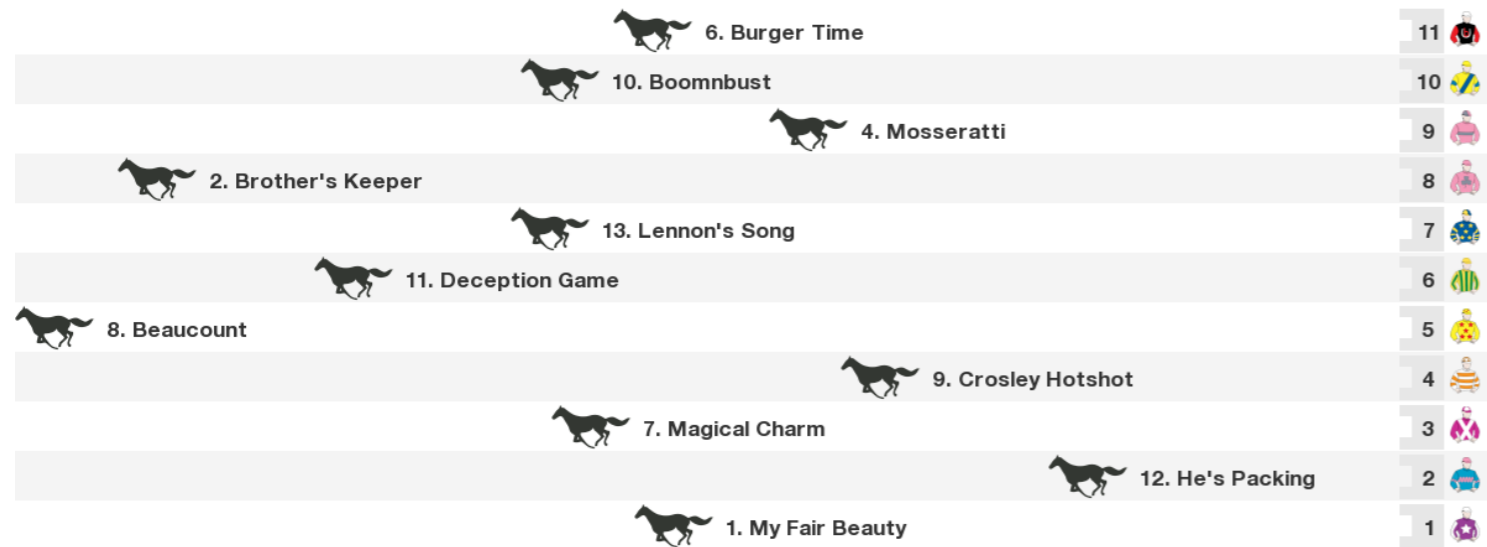 6. Burger Time 11
10. Boomnbust 10
4. Mosseratti 9
2. Brother's Keeper 8
13. Lennon's Song 7
11. Deception Game 6
8. Beaucount 5
9. Crosley Hotshot 4
7. Magical Charm 3
12. He's Packing 2
1. My Fair Beauty 1